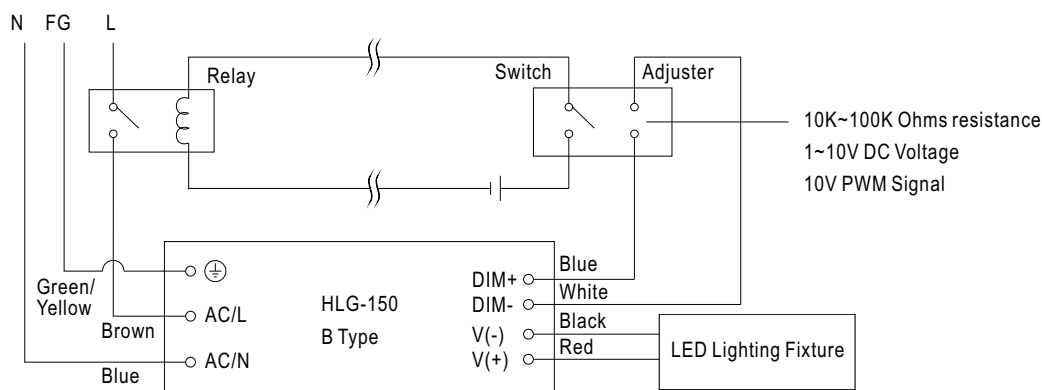 N FG L
Relay
Switch
Adjuster
10K~100K Ohms resistance
1~10V DC Voltage
10V PWM Signal
Green/
Yellow
Brown
Blue
AC/L
AC/N
HLG-150
B Type
DIM+
DIM-
V(-)
V(+)
Blue
White
Black
Red
LED Lighting Fixture